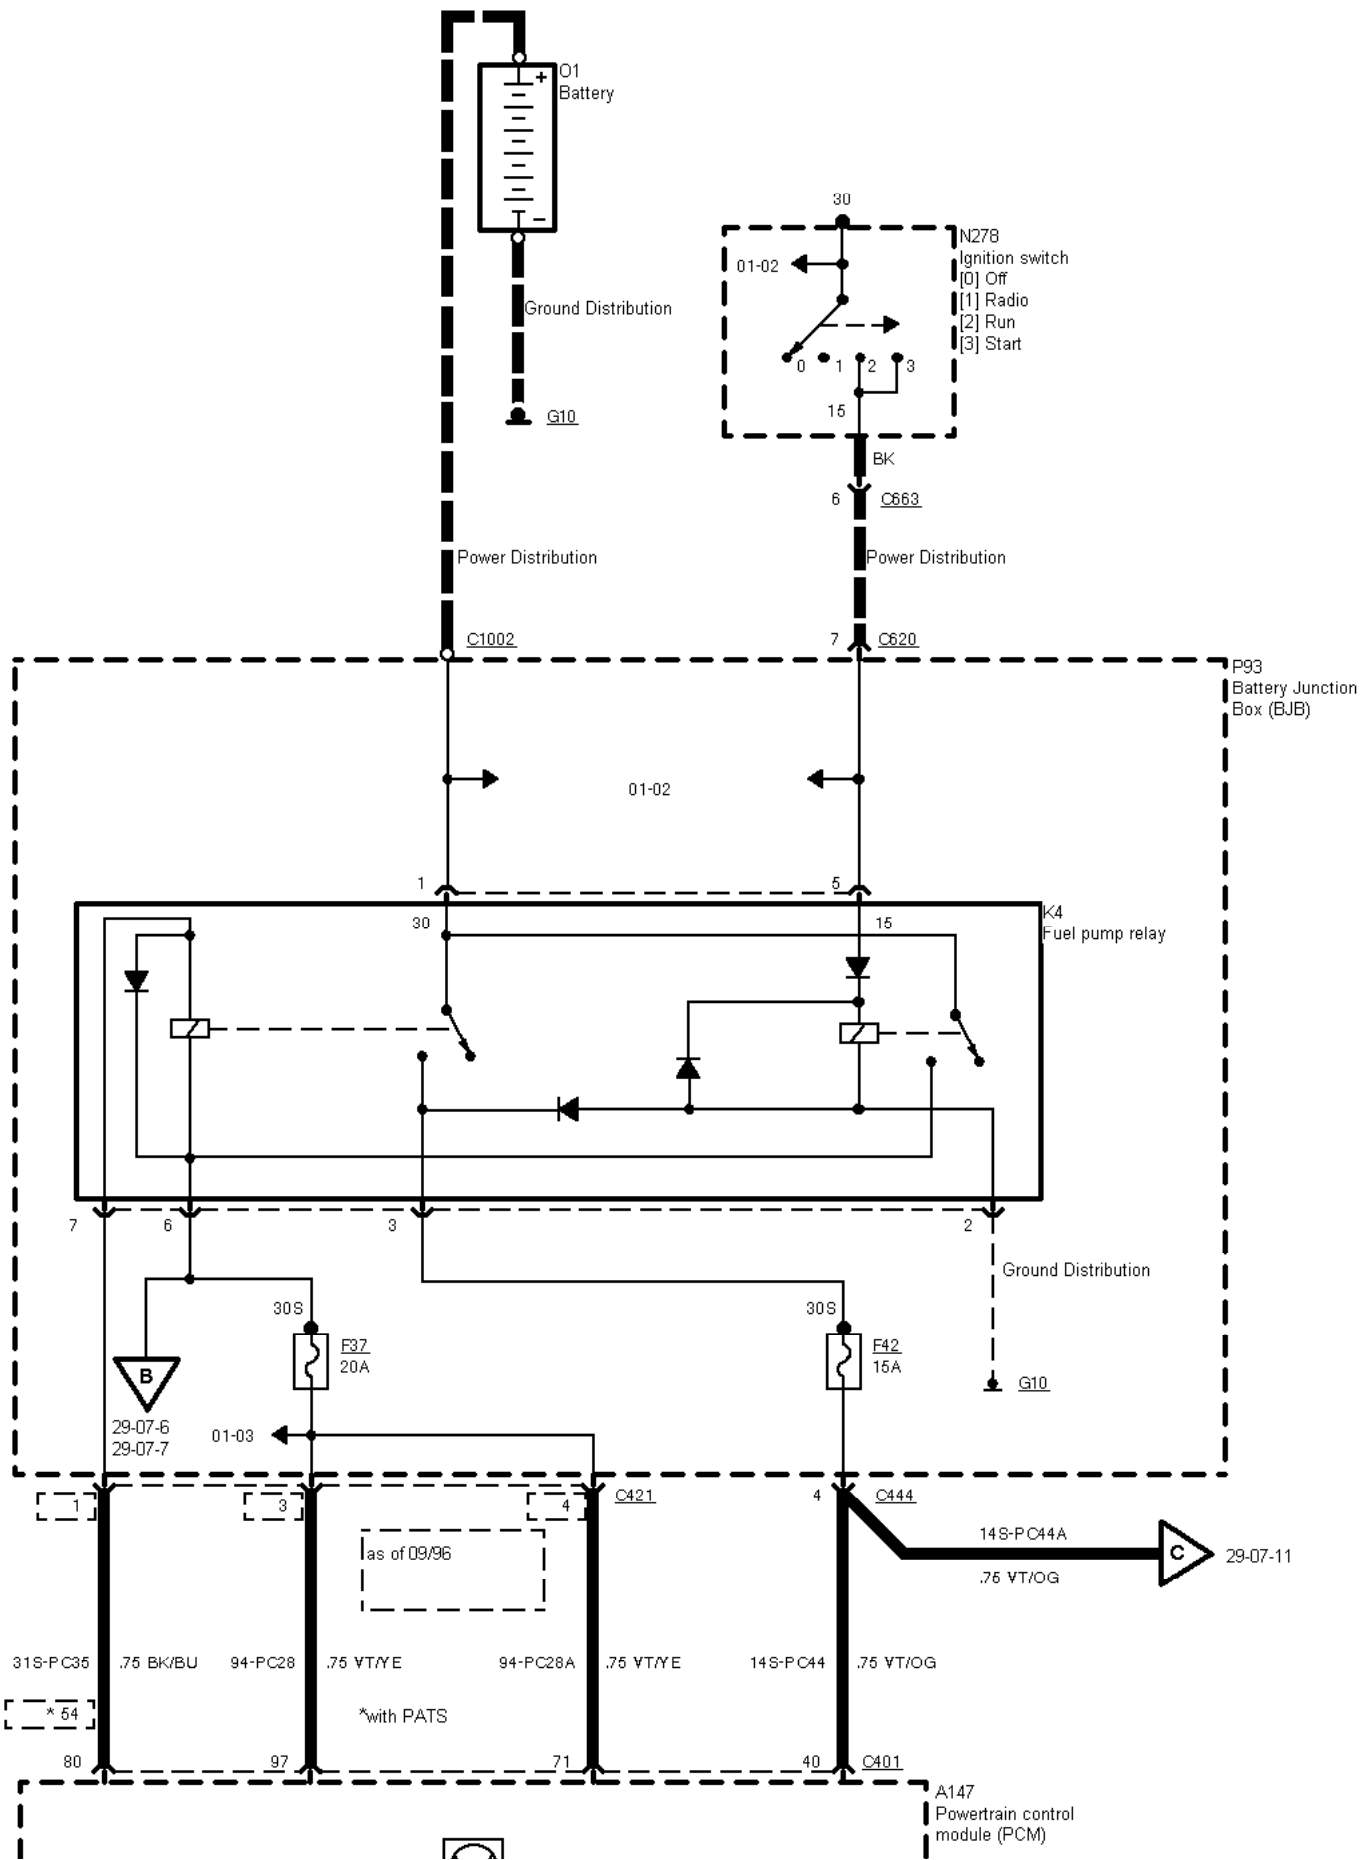 +
O1
Battery
−
30
N278
Ignition switch
[0] Off
[1] Radio
[2] Run
[3] Start
01-02
Ground Distribution
0 1 2 3
15
G10
BK
6 C663
Power Distribution
Power Distribution
C1002
7 C620
P93
Battery Junction
Box (BJB)
01-02
1
5
30
15
K4
Fuel pump relay
7 6 3 2
Ground Distribution
30S
30S
F37
20A
F42
15A
B
G10
29-07-6
29-07-7
01-03
1
3
4
C421
4
C444
as of 09/96
14S-PC44A
.75 VT/OG
C
29-07-11
31S-PC35 .75 BK/BU
94-PC28 .75 VT/YE
94-PC28A .75 VT/YE
14S-PC44 .75 VT/OG
* 54
*with PATS
80 97 71 40 C401
A147
Powertrain control
module (PCM)